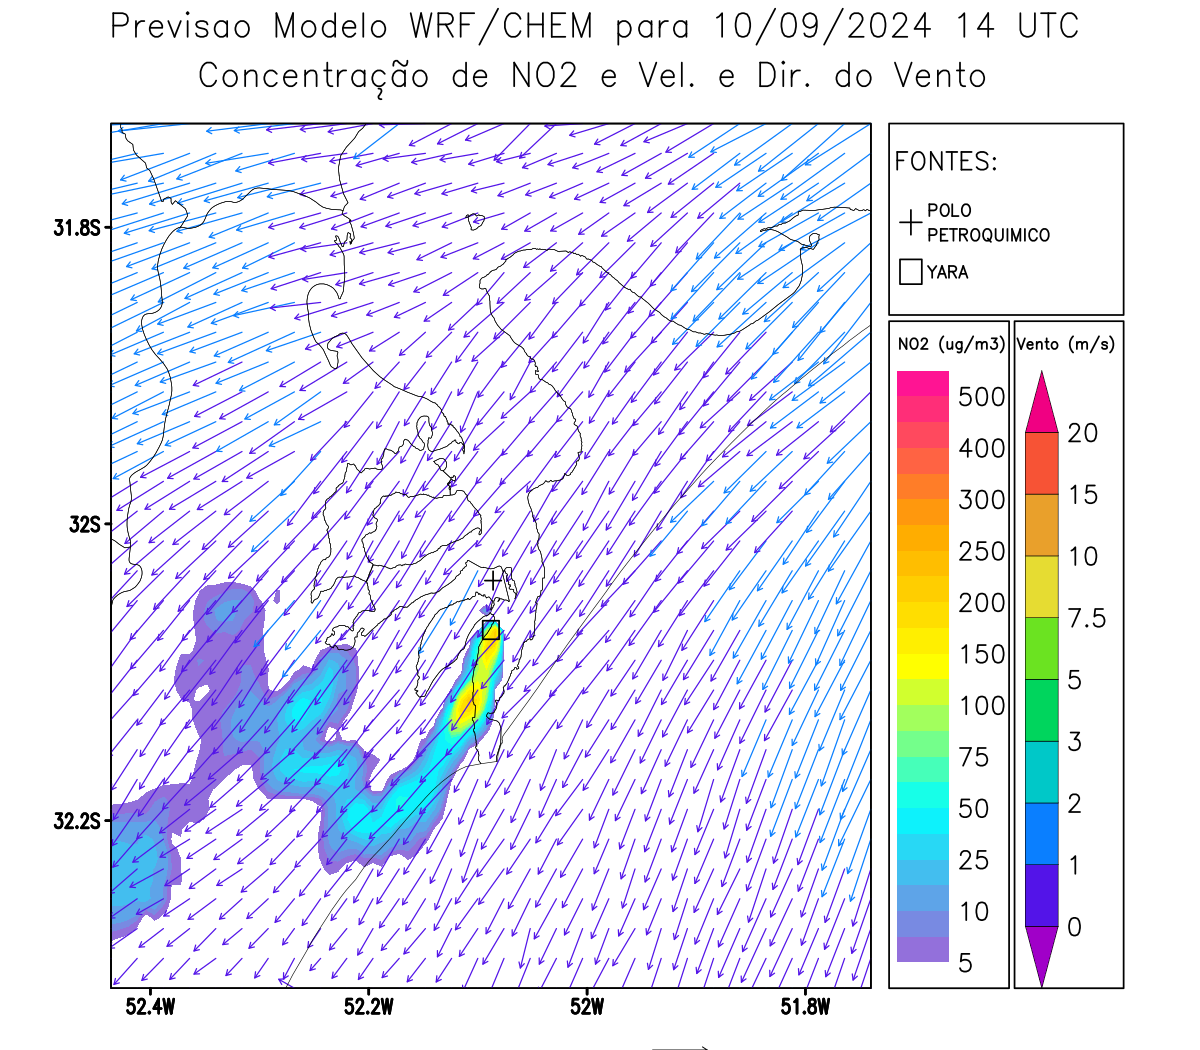 Previsao Modelo WRF/CHEM para 10/09/2024 14 UTC
Concentração de NO2 e Vel. e Dir. do Vento
FONTES:
POLO
PETROQUIMICO
YARA
NO2 (ug/m3) Vento (m/s)
500
400
300
250
200
150
100
75
50
25
10
5
20
15
10
7.5
5
3
2
1
0
31.8S
32S
32.2S
52.4W 52.2W 52W 51.8W